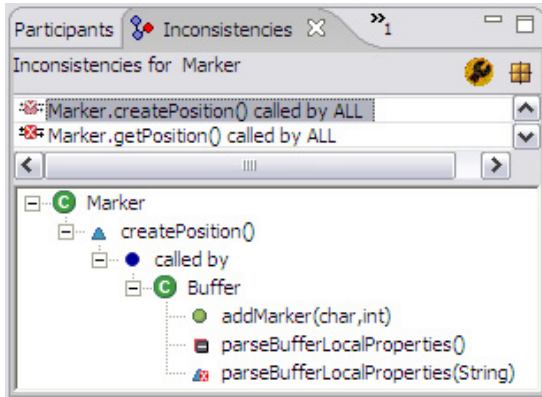 Participants Inconsistencies »1
Inconsistencies for Marker
Marker.createPosition() called by ALL
Marker.getPosition() called by ALL
C Marker
createPosition()
called by
C Buffer
addMarker(char,int)
parseBufferLocalProperties()
parseBufferLocalProperties(String)